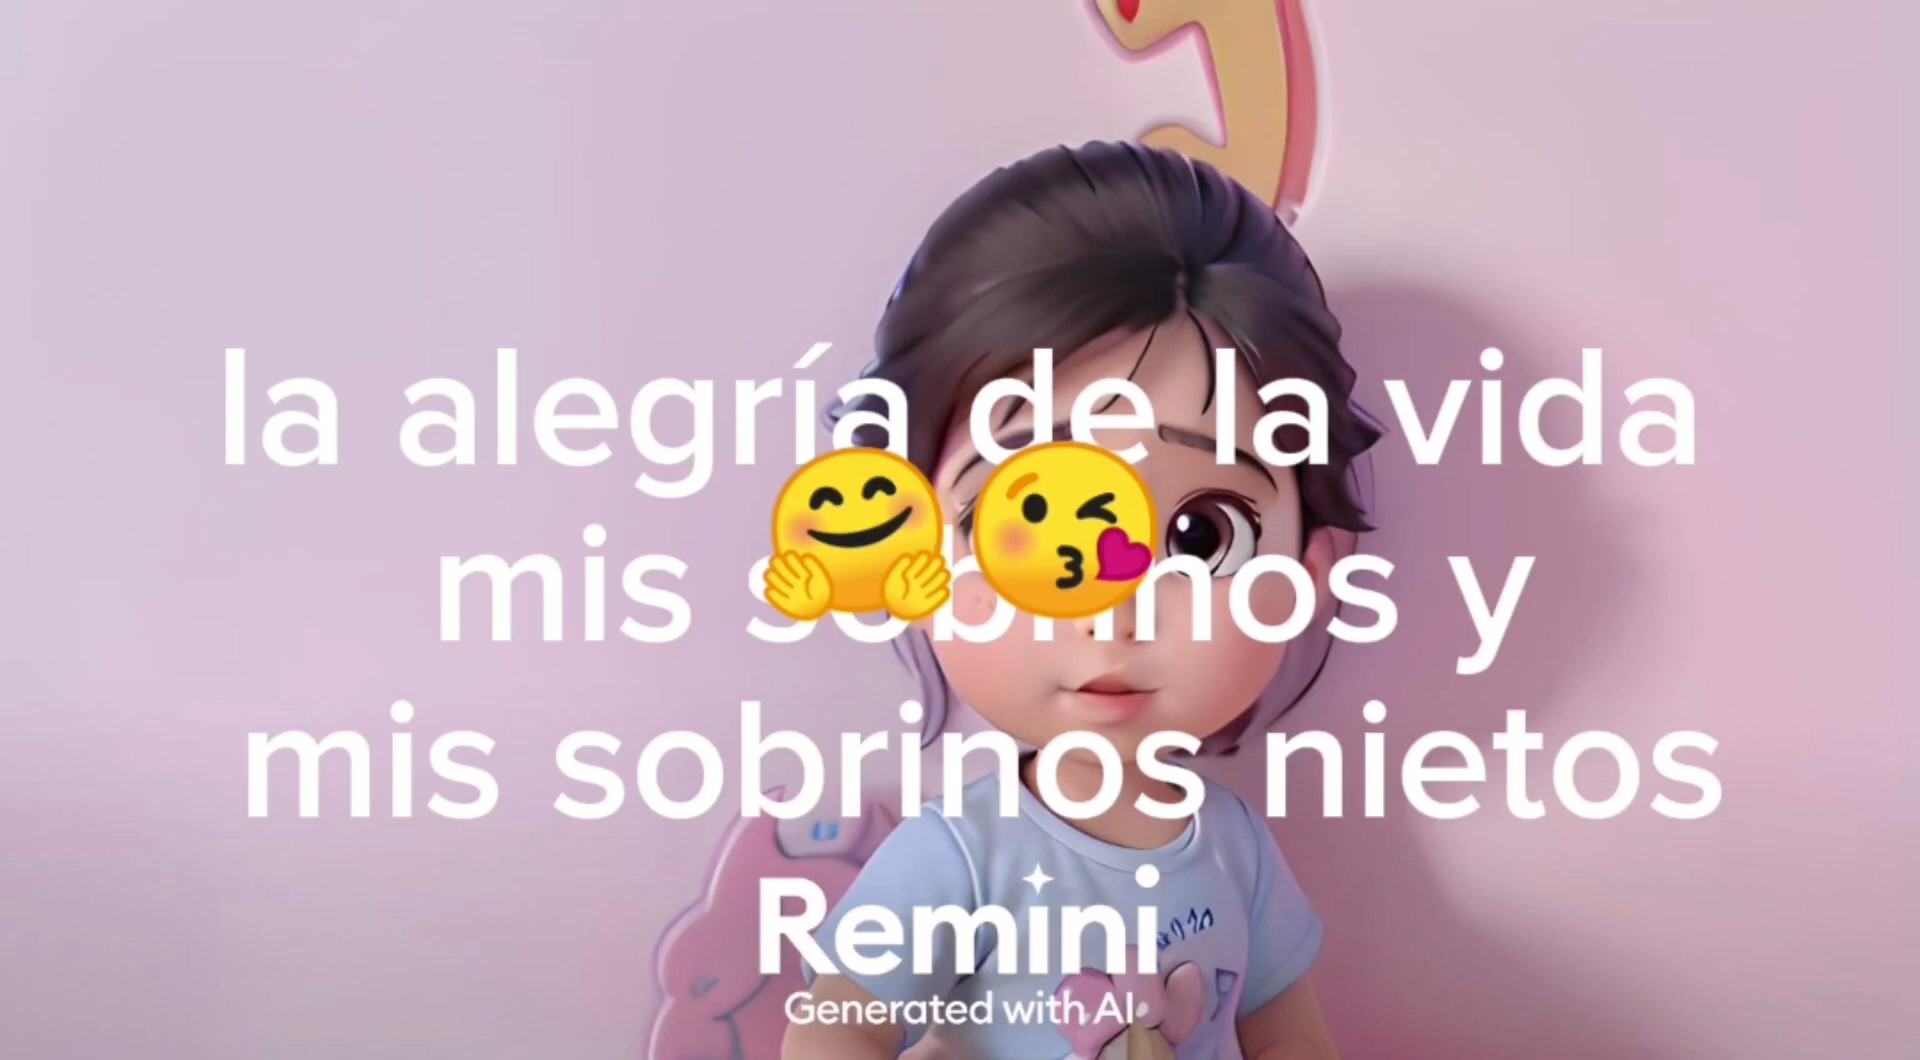 la alegría de la vida
mis sobrinos y
mis sobrinos nietos
Remini
Generated with AI